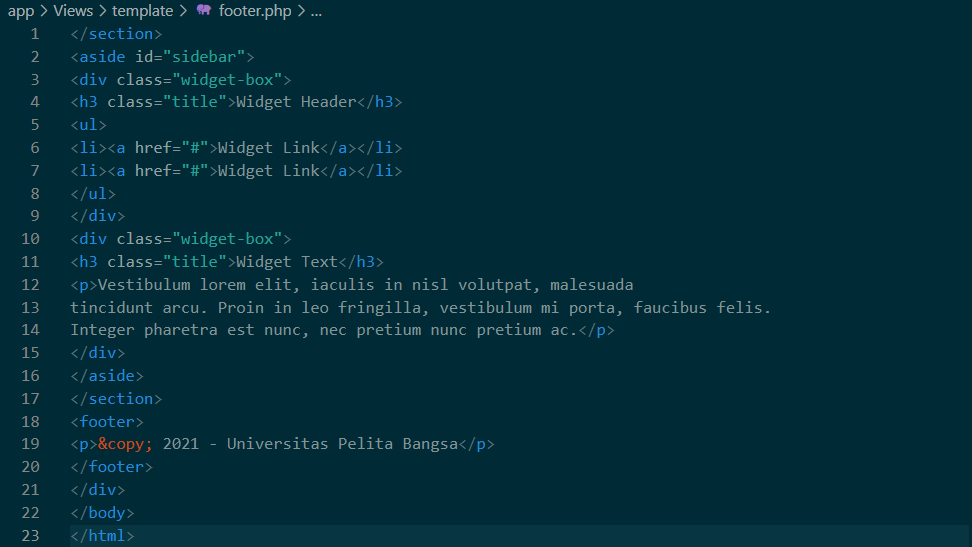 app > Views > template > footer.php > ...
1 </section>
2 <aside id="sidebar">
3 <div class="widget-box">
4 <h3 class="title">Widget Header</h3>
5 <ul>
6 <li><a href="#">Widget Link</a></li>
7 <li><a href="#">Widget Link</a></li>
8 </ul>
9 </div>
10 <div class="widget-box">
11 <h3 class="title">Widget Text</h3>
12 <p>Vestibulum lorem elit, iaculis in nisl volutpat, malesuada
13 tincidunt arcu. Proin in leo fringilla, vestibulum mi porta, faucibus felis.
14 Integer pharetra est nunc, nec pretium nunc pretium ac.</p>
15 </div>
16 </aside>
17 </section>
18 <footer>
19 <p>&copy; 2021 - Universitas Pelita Bangsa</p>
20 </footer>
21 </div>
22 </body>
23 </html>